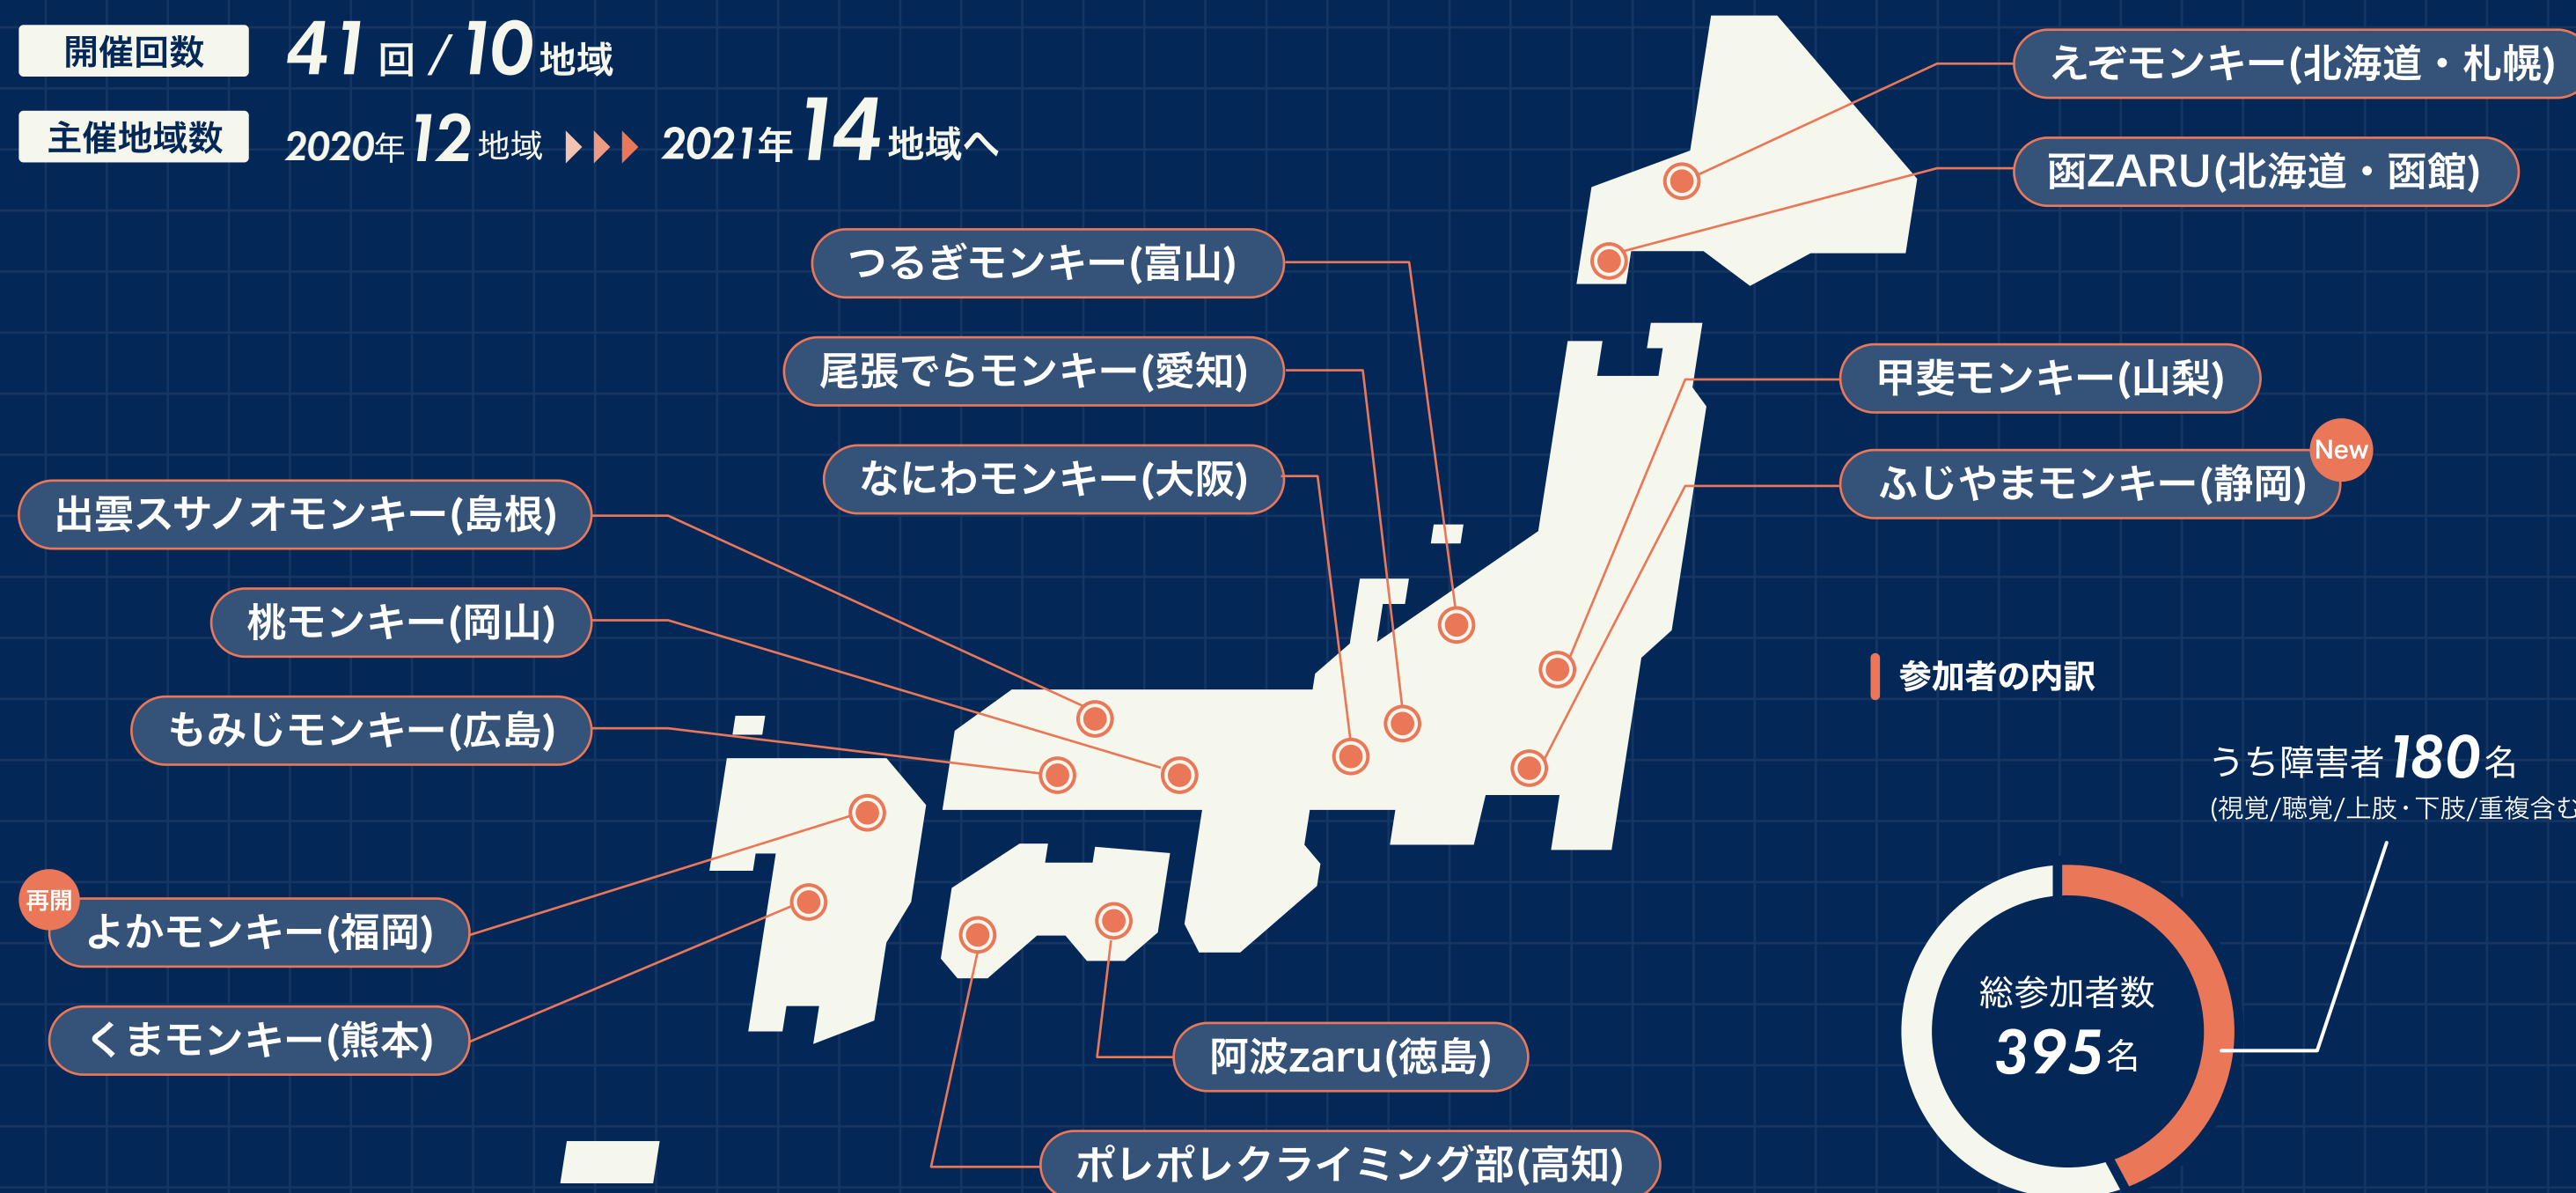 開催回数 41回/10地域
主催地域数 2020年12地域 2021年14地域へ
えぞモンキー(北海道・札幌)
函ZARU(北海道・函館)
つるぎモンキー(富山)
尾張でらモンキー(愛知)
なにわモンキー(大阪)
甲斐モンキー(山梨)
New
ふじやまモンキー(静岡)
出雲スサノオモンキー(島根)
桃モンキー(岡山)
もみじモンキー(広島)
再開
よかモンキー(福岡)
くまモンキー(熊本)
阿波zaru(徳島)
ポレポレクライミング部(高知)
参加者の内訳
うち障害者180名
(視覚/聴覚/上肢・下肢/重複含む
総参加者数
395名